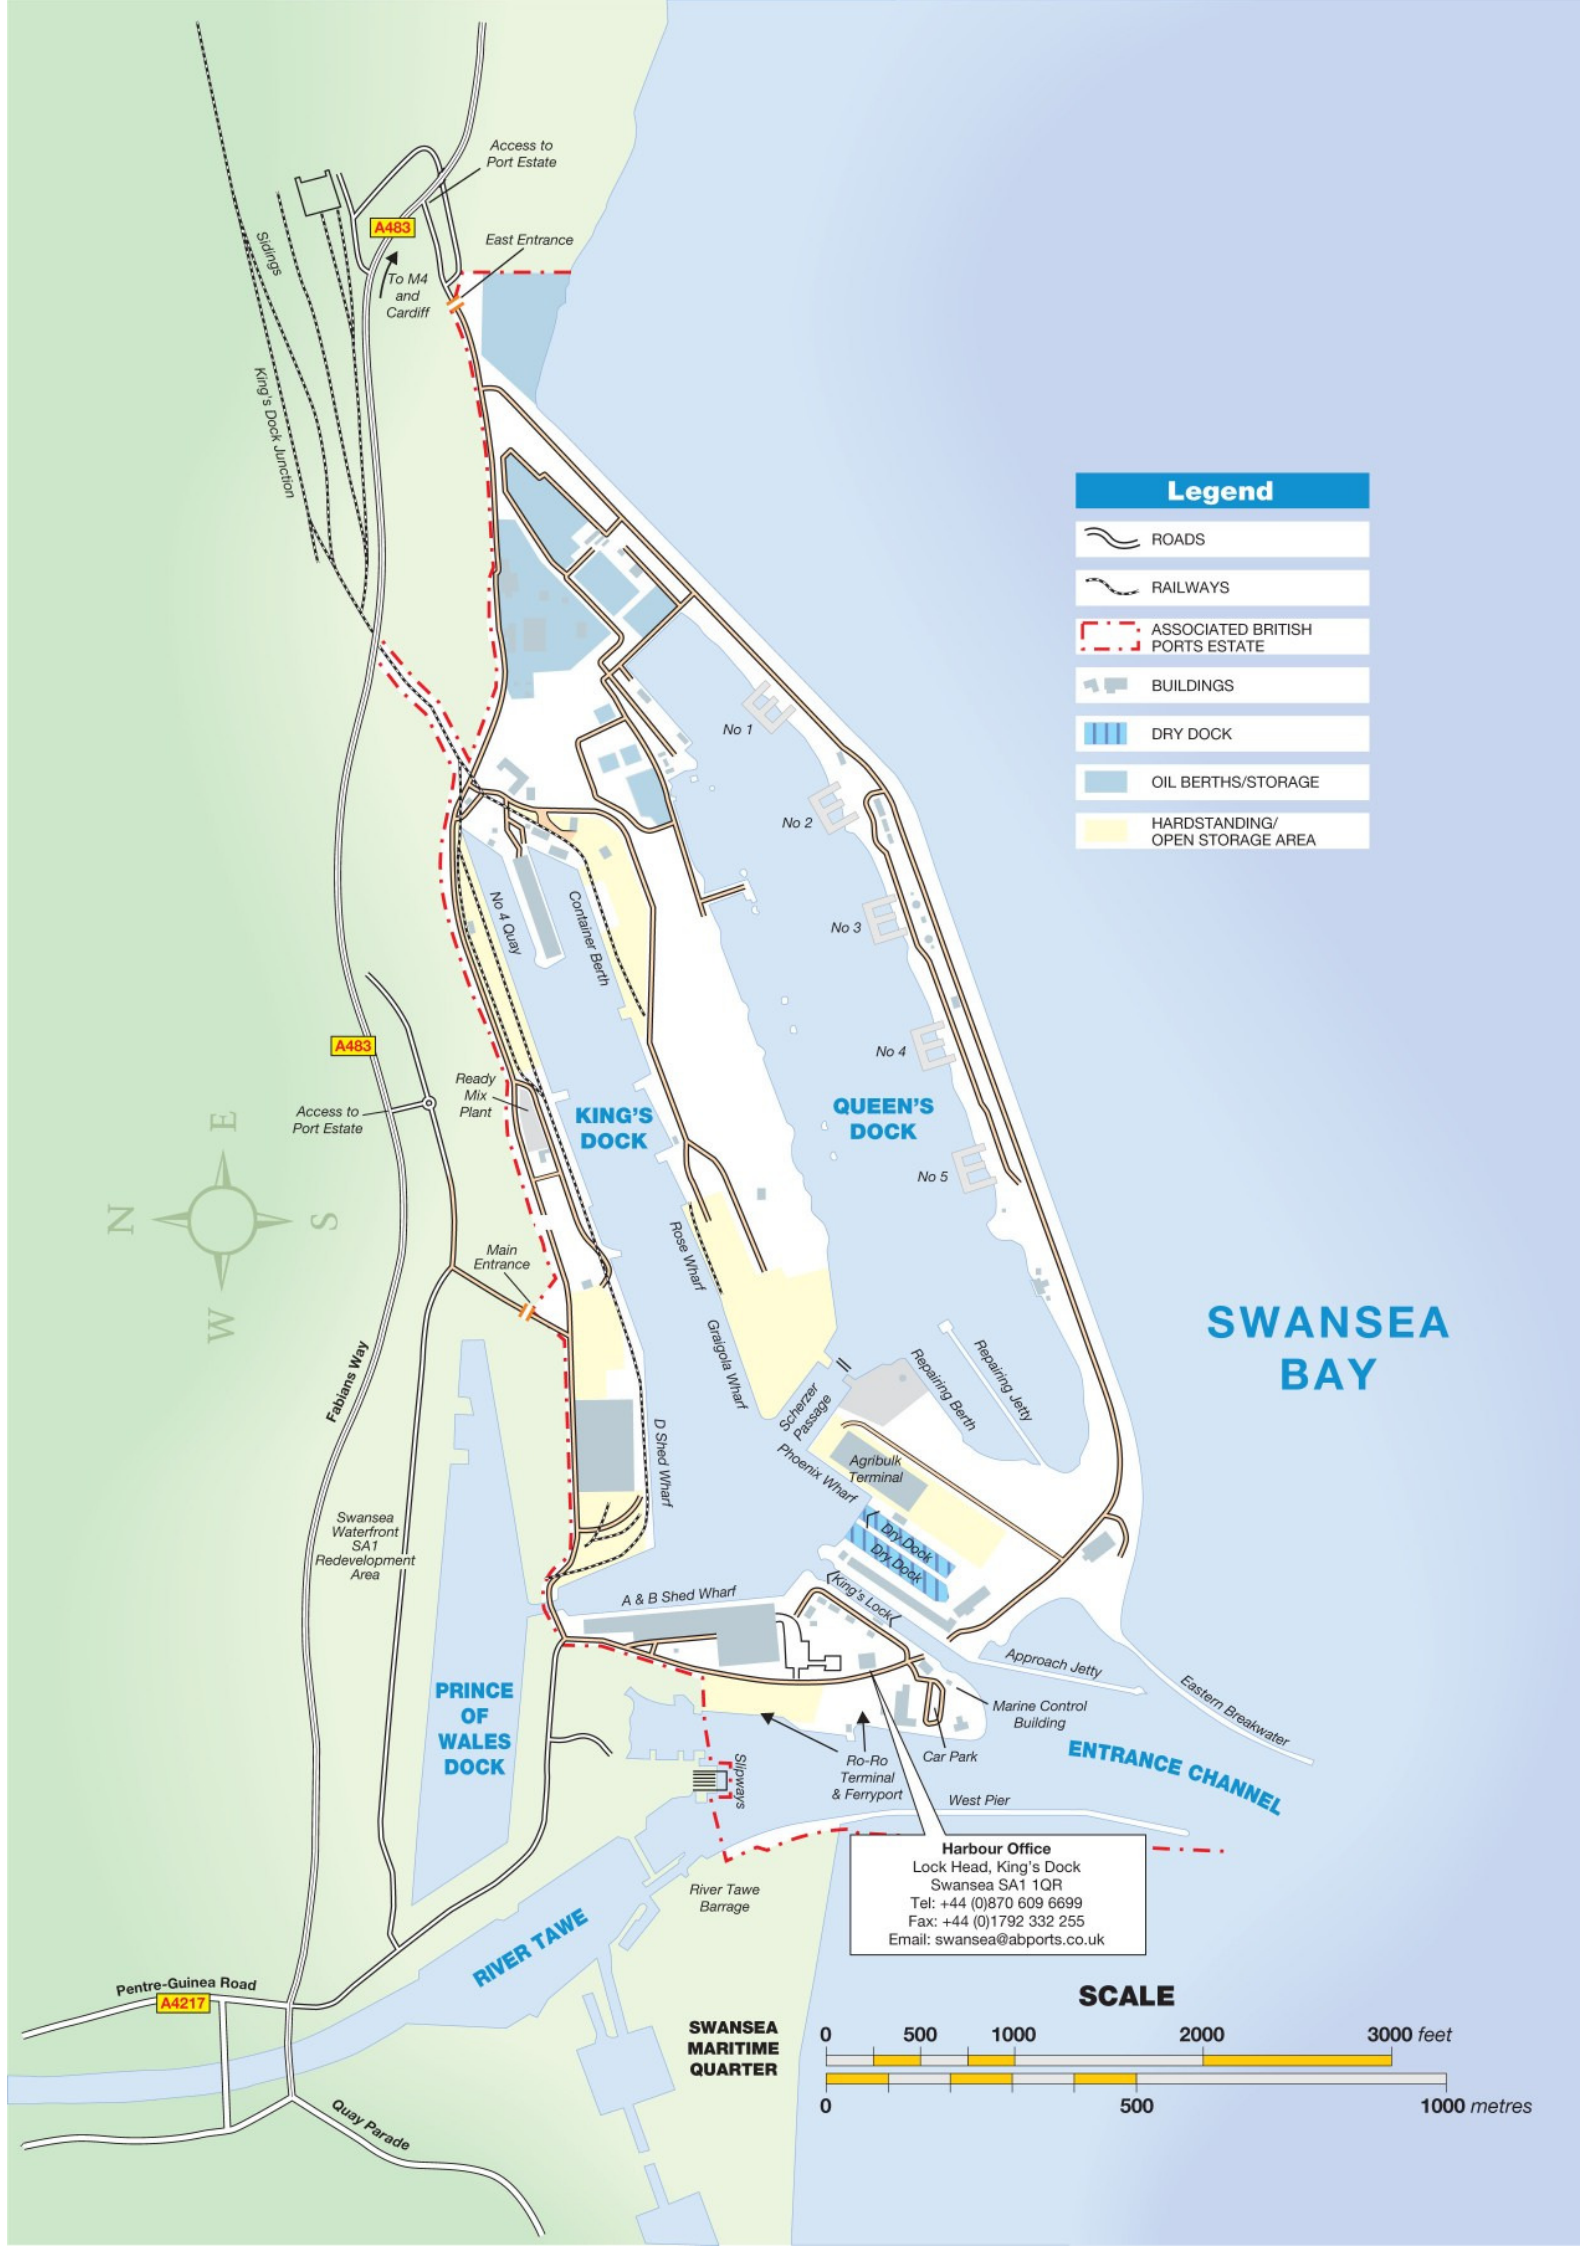 Access to
Port Estate
A483
East Entrance
Sidings
To M4
and
Cardiff
King's Dock Junction
Legend
ROADS
RAILWAYS
ASSOCIATED BRITISH
PORTS ESTATE
BUILDINGS
DRY DOCK
OIL BERTHS/STORAGE
HARDSTANDING/
OPEN STORAGE AREA
No 1
No 2
No 3
No 4
No 5
No 4 Quay
Container Berth
A483
Ready
Mix
Plant
Access to
Port Estate
KING'S
DOCK
QUEEN'S
DOCK
N
E
S
W
Main
Entrance
Rose Wharf
Graigola Wharf
Fabians Way
D Shed Wharf
Scherzer
Passage
Repairing Berth
Repairing Jetty
SWANSEA
BAY
Phoenix Wharf
Agribulk
Terminal
Dry Dock
Dry Dock
King's Lock
Swansea
Waterfront
SA1
Redevelopment
Area
A & B Shed Wharf
PRINCE
OF
WALES
DOCK
Approach Jetty
Eastern Breakwater
Marine Control
Building
Car Park
Ro-Ro
Terminal
& Ferryport
Slipways
ENTRANCE CHANNEL
West Pier
Harbour Office
Lock Head, King's Dock
Swansea SA1 1QR
Tel: +44 (0)870 609 6699
Fax: +44 (0)1792 332 255
Email: swansea@abports.co.uk
River Tawe
Barrage
RIVER TAWE
Pentre-Guinea Road
A4217
Quay Parade
SWANSEA
MARITIME
QUARTER
SCALE
0 500 1000 2000 3000 feet
0 500 1000 metres